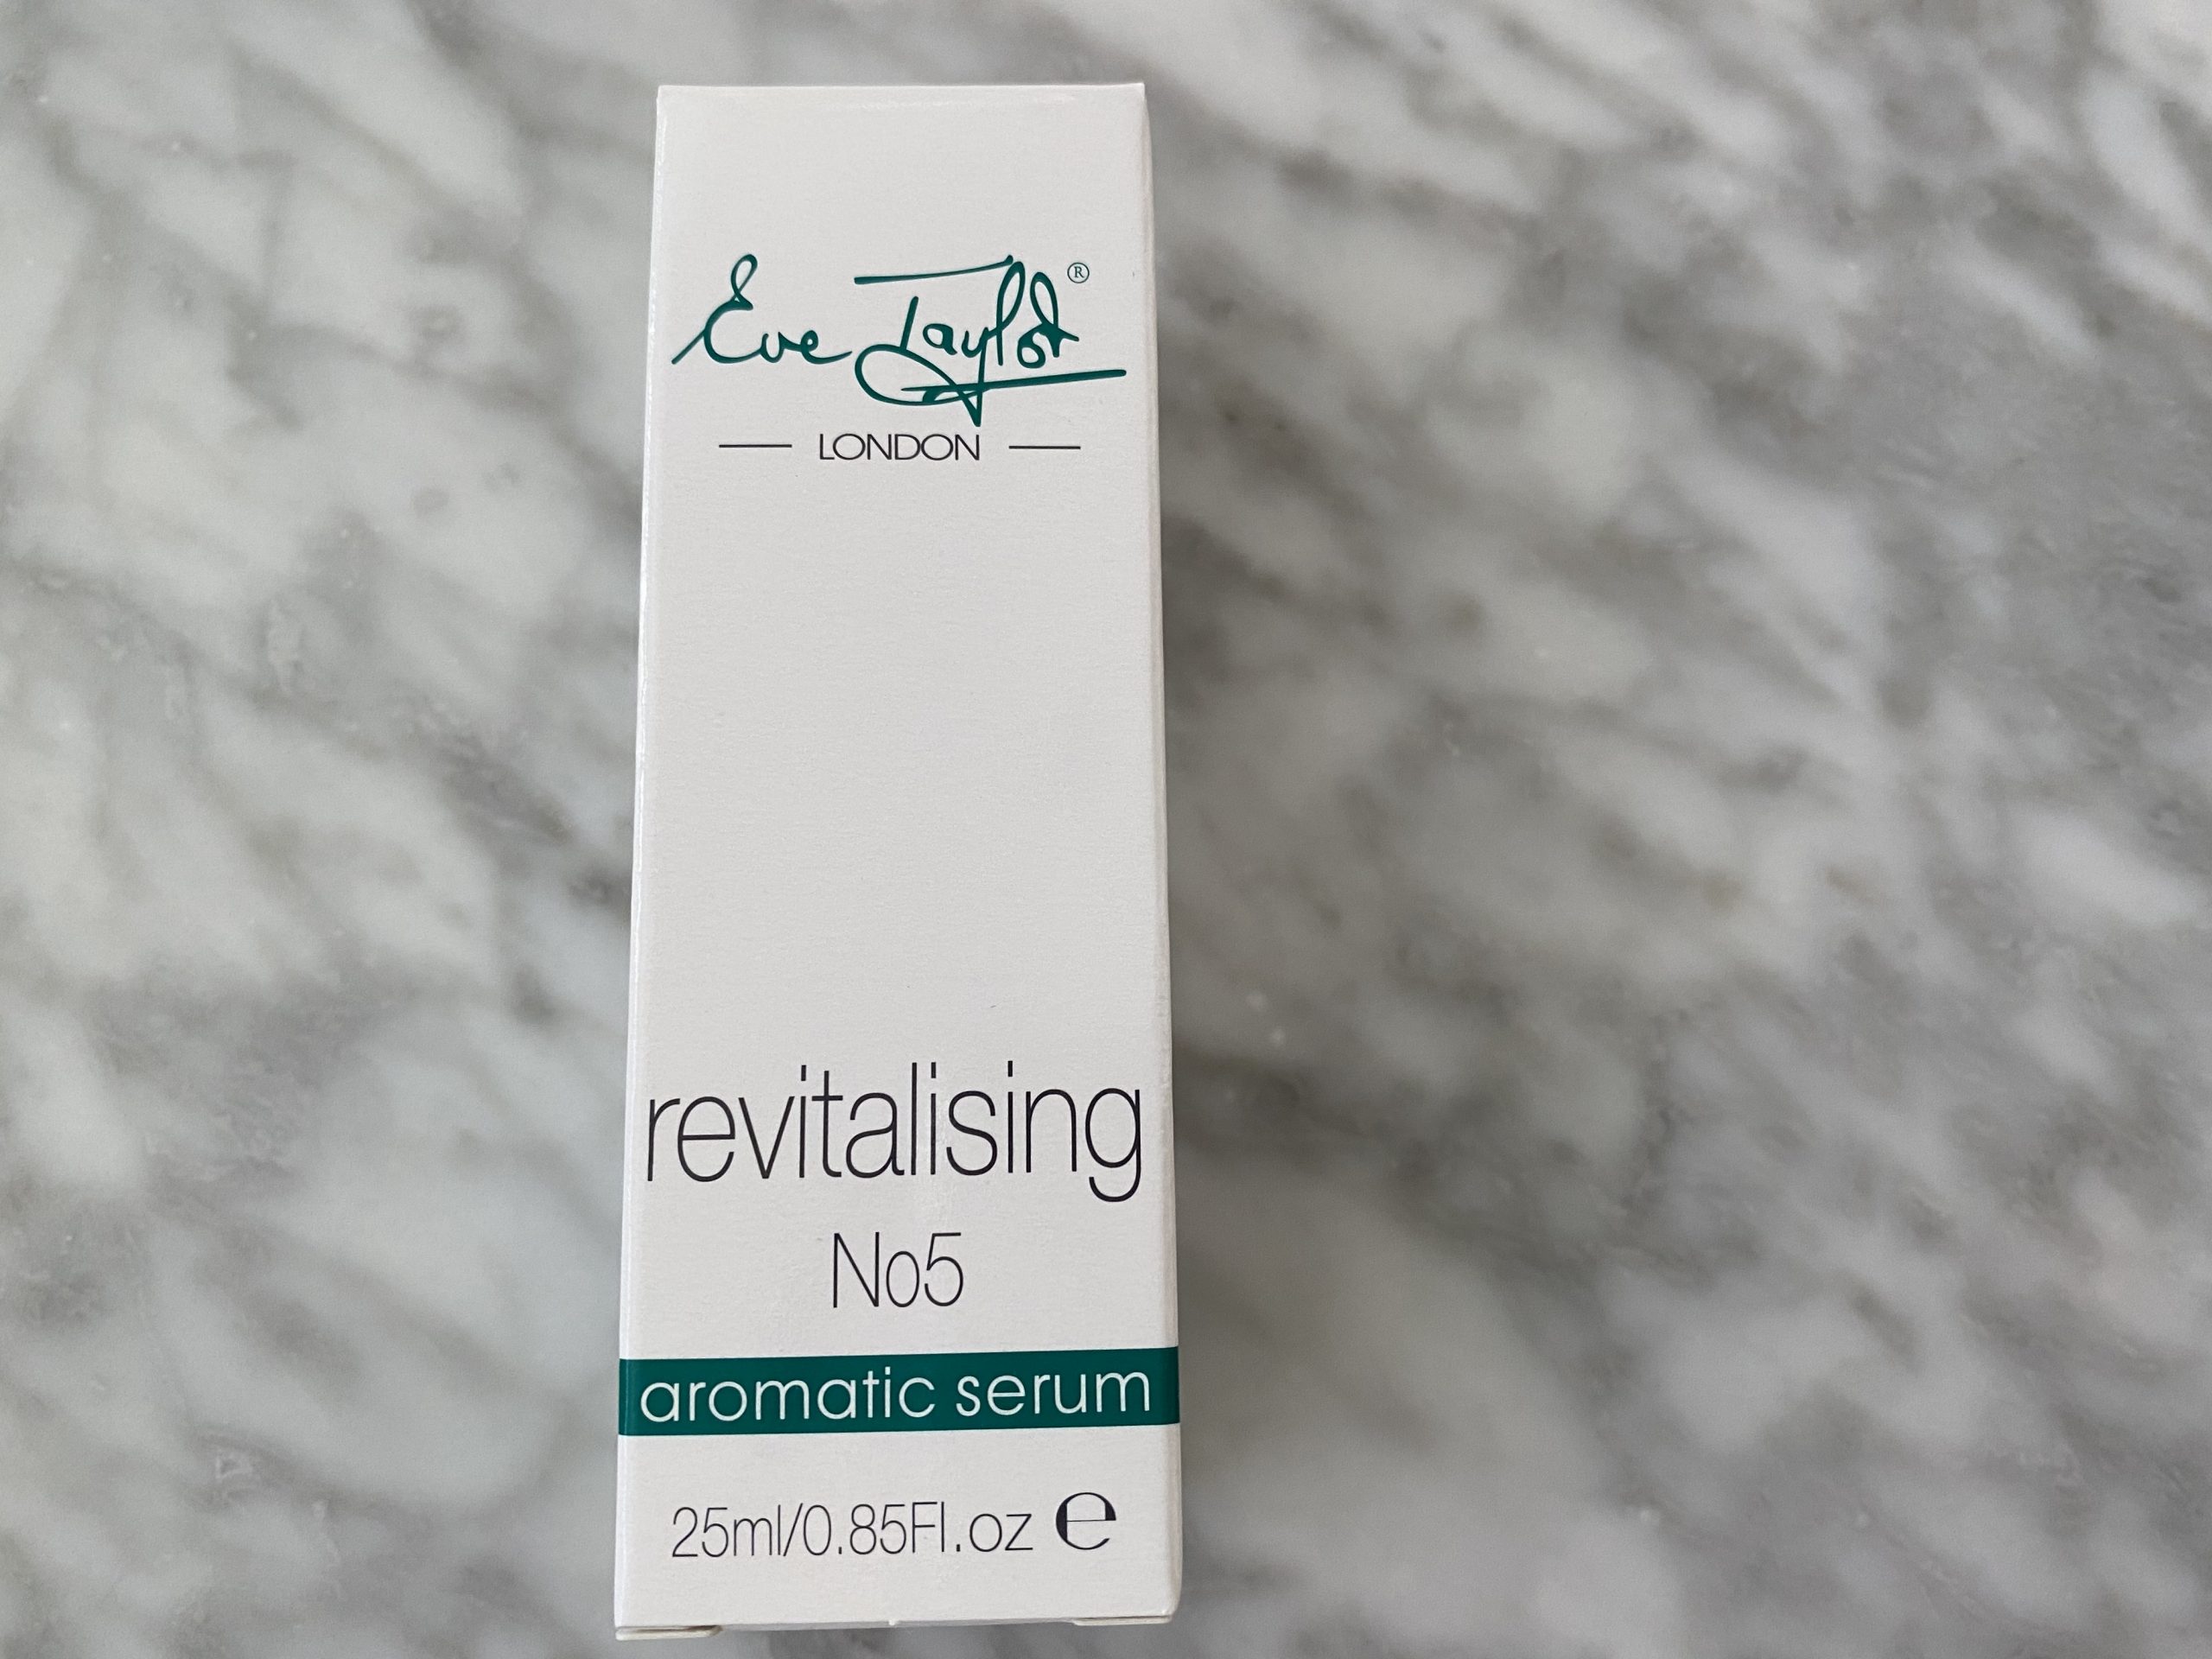 Eve Taylor®
LONDON
revitalising
No5
aromatic serum
25ml/0.85Fl.oz ℮